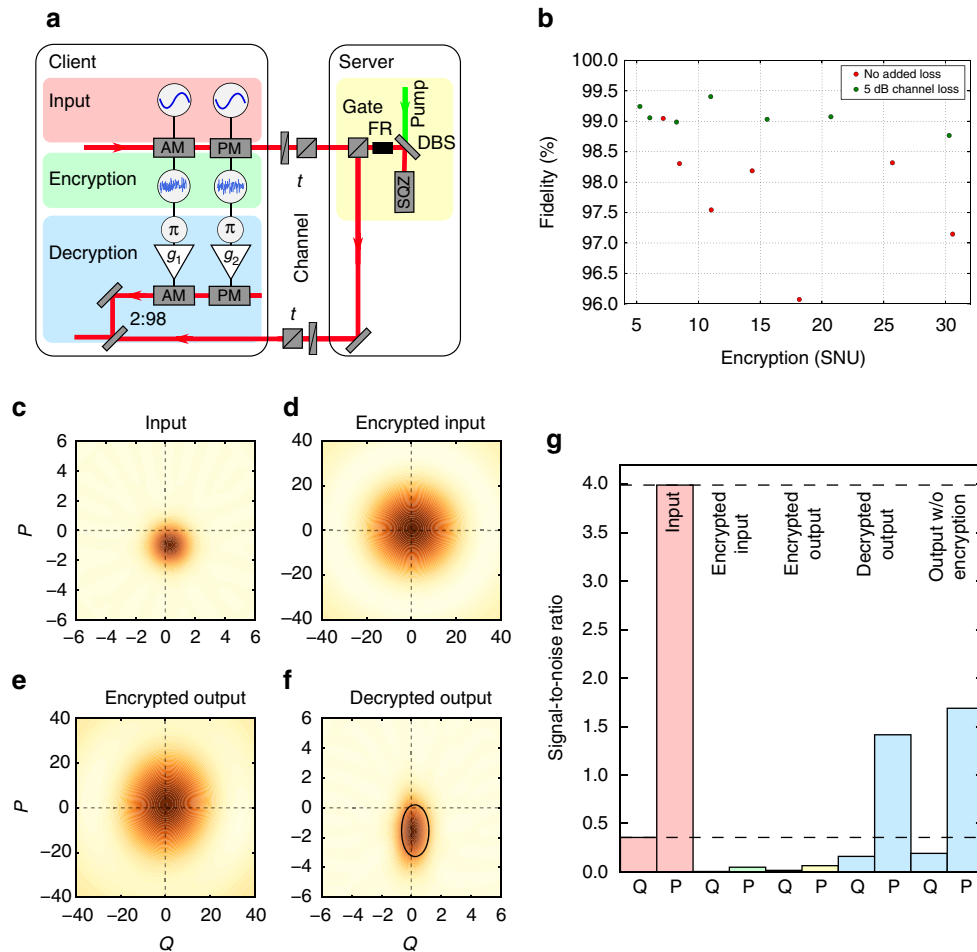 a
Client
Server
Input
Pump
Gate
FR
DBS
AM
PM
t
SQZ
Encryption
Channel
π
π
Decryption
g1
g2
AM
PM
2:98
t
b
100.0
99.5
99.0
98.5
98.0
97.5
97.0
96.5
96.0
Fidelity (%)
No added loss
5 dB channel loss
5 10 15 20 25 30
Encryption (SNU)
c
Input
6
4
2
0
−2
−4
−6
P
−6 −4 −2 0 2 4 6
d
Encrypted input
40
20
0
−20
−40
−40 −20 0 20 40
e
Encrypted output
40
20
0
−20
−40
P
−40 −20 0 20 40
Q
f
Decrypted output
6
4
2
0
−2
−4
−6
−6 −4 −2 0 2 4 6
Q
g
4.0
3.5
3.0
2.5
2.0
1.5
1.0
0.5
0.0
Signal-to-noise ratio
Input
Encrypted
input
Encrypted
output
Decrypted
output
Output w/o
encryption
Q P Q P Q P Q P Q P